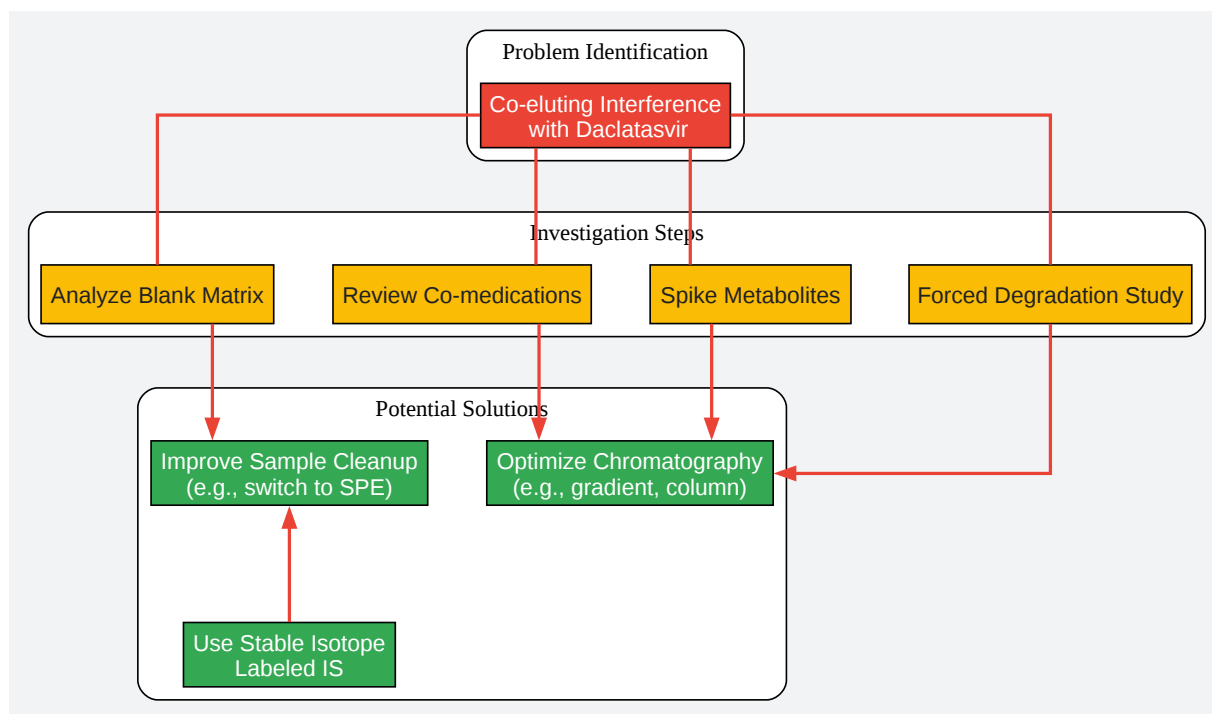 Problem Identification
Co-eluting Interference
with Daclatasvir
Investigation Steps
Analyze Blank Matrix
Review Co-medications
Spike Metabolites
Forced Degradation Study
Potential Solutions
Improve Sample Cleanup
(e.g., switch to SPE)
Optimize Chromatography
(e.g., gradient, column)
Use Stable Isotope
Labeled IS